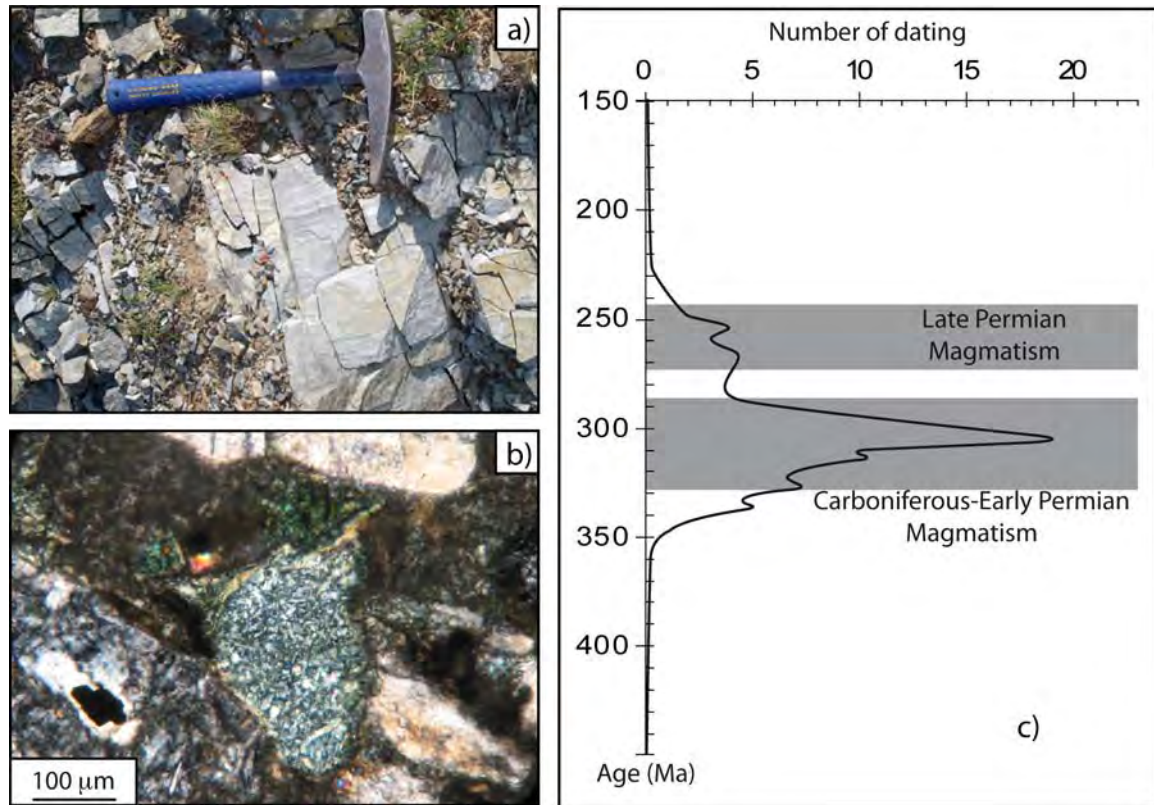 a)
b)
100 μm
Number of dating
0 5 10 15 20
150
200
250
300
350
400
Late Permian
Magmatism
Carboniferous-Early Permian
Magmatism
c)
Age (Ma)